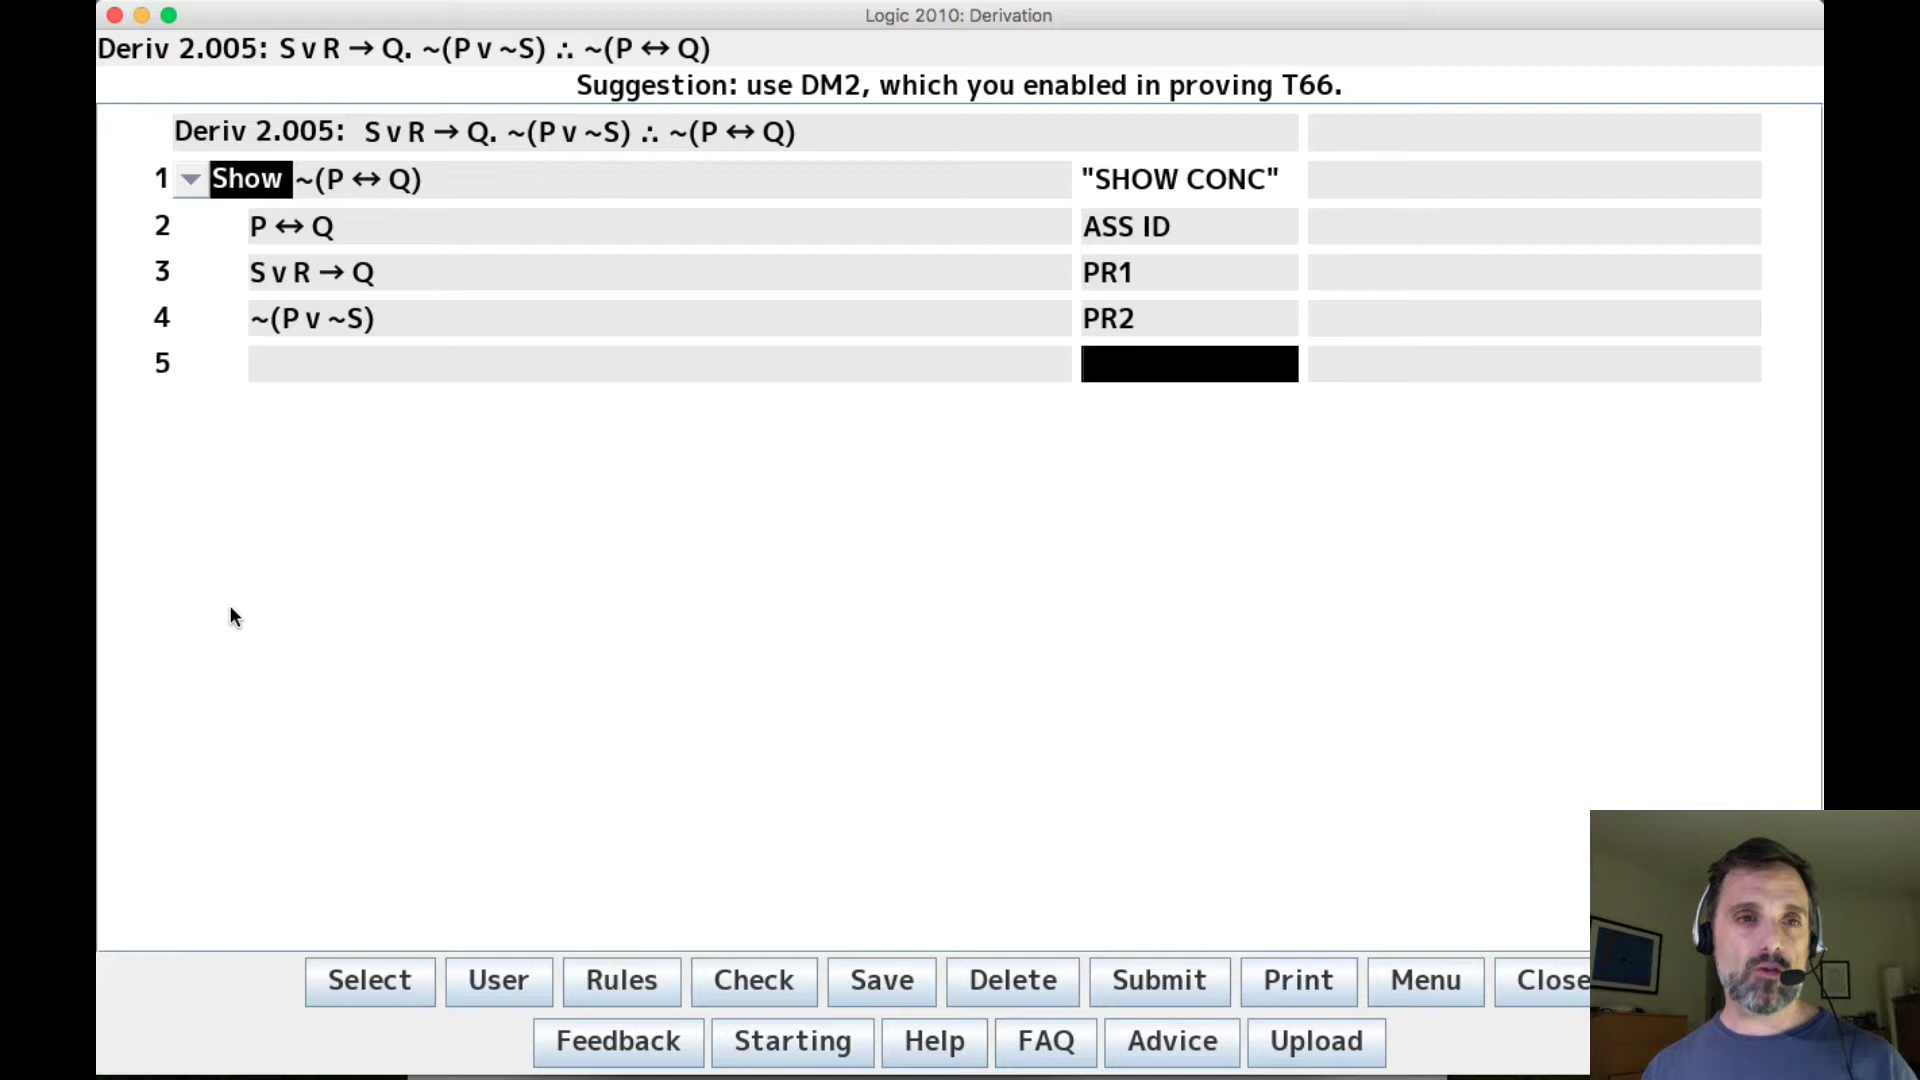 Logic 2010: Derivation
Deriv 2.005: S v R → Q. ~(P v ~S) ∴ ~(P ↔ Q)
Suggestion: use DM2, which you enabled in proving T66.
Deriv 2.005: S v R → Q. ~(P v ~S) ∴ ~(P ↔ Q)
1 Show ~(P ↔ Q) "SHOW CONC"
2 P ↔ Q ASS ID
3 S v R → Q PR1
4 ~(P v ~S) PR2
5
Select User Rules Check Save Delete Submit Print Menu Close
Feedback Starting Help FAQ Advice Upload